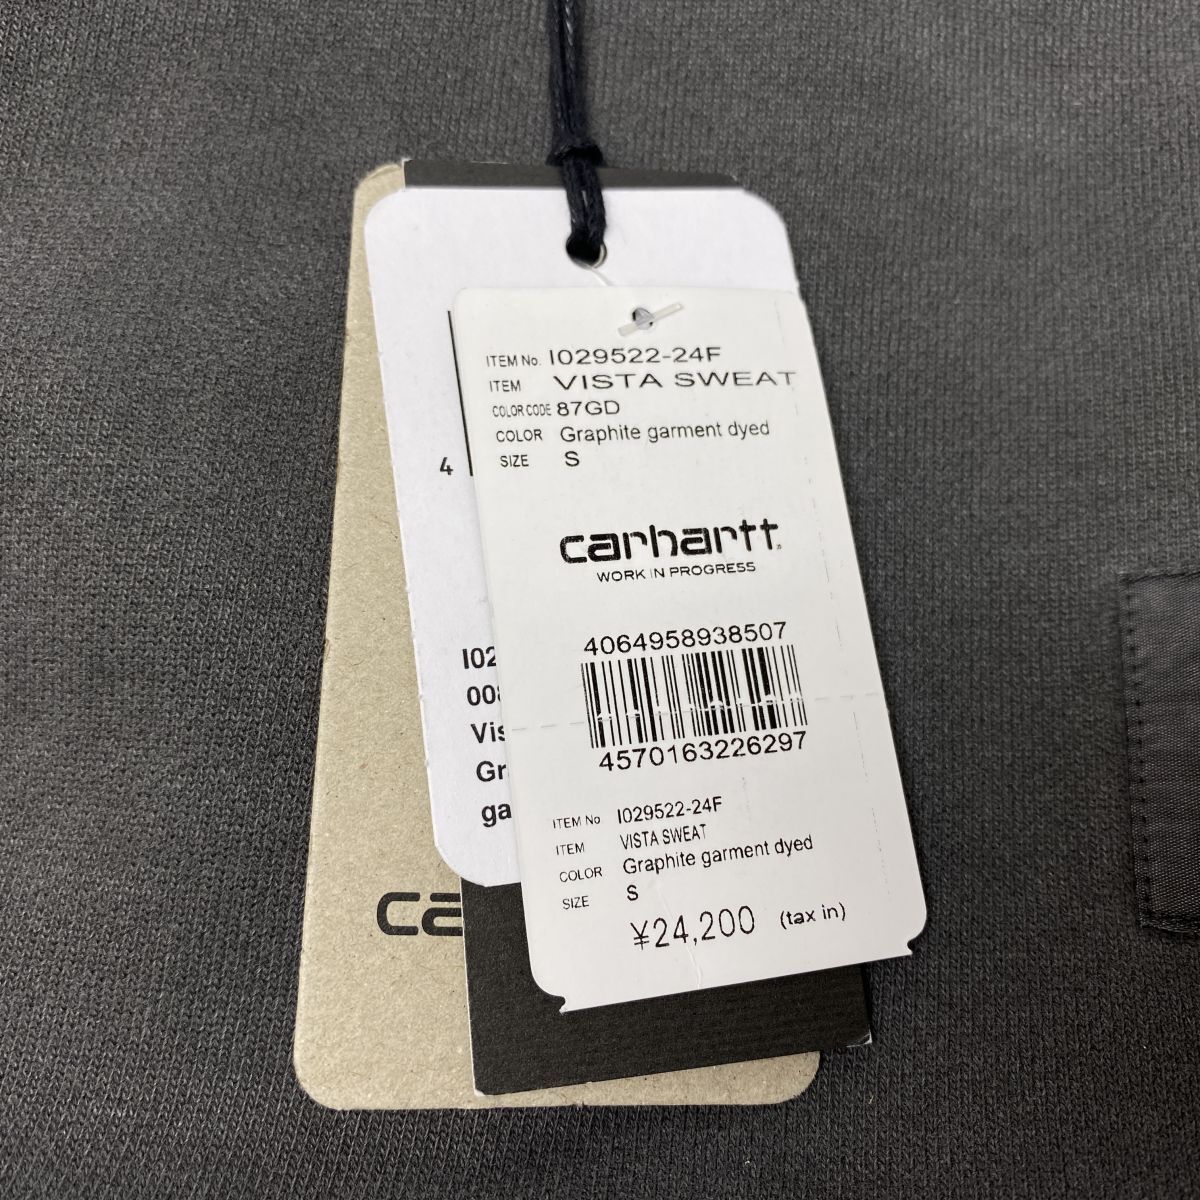 ITEM No. I029522-24F
ITEM VISTA SWEAT
COLOR CODE 87GD
COLOR Graphite garment dyed
SIZE S
carhartt
WORK IN PROGRESS
4064958938507
4570163226297
ITEM No I029522-24F
ITEM VISTA SWEAT
COLOR Graphite garment dyed
SIZE S
¥24,200 (tax in)
4
I02
00
Vis
Gr
ga
ca